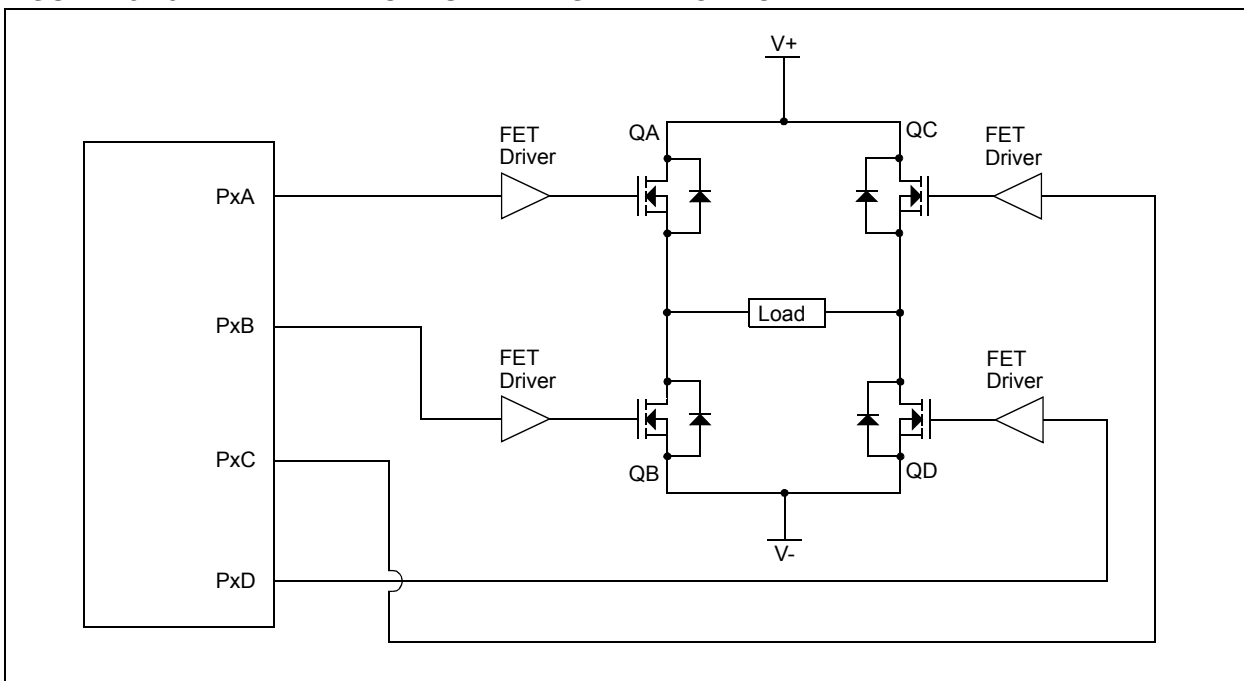 V+
QA
QC
FET
Driver
FET
Driver
PxA
PxB
Load
FET
Driver
FET
Driver
PxC
QB
QD
V-
PxD